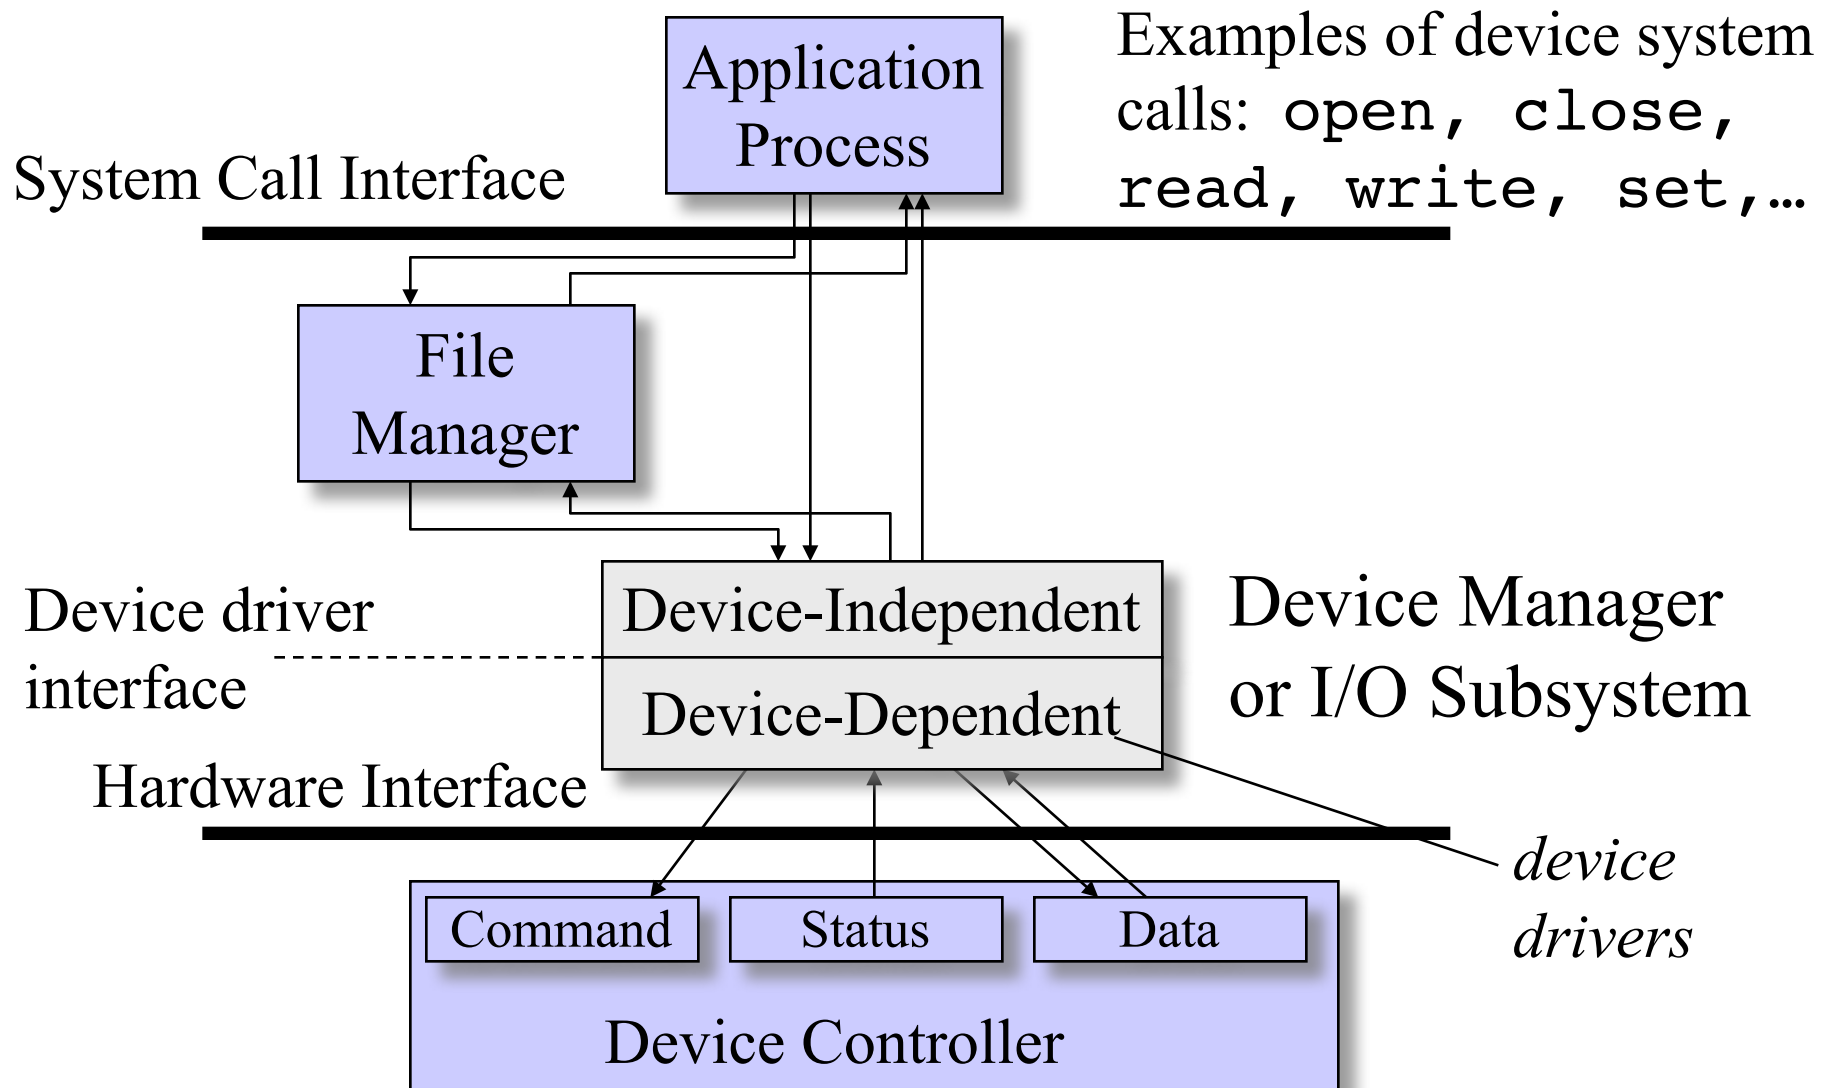 Application
Process
Examples of device system
calls: open, close,
read, write, set,…
System Call Interface
File
Manager
Device driver
interface
Device-Independent
Device-Dependent
Device Manager
or I/O Subsystem
Hardware Interface
device
drivers
Command
Status
Data
Device Controller